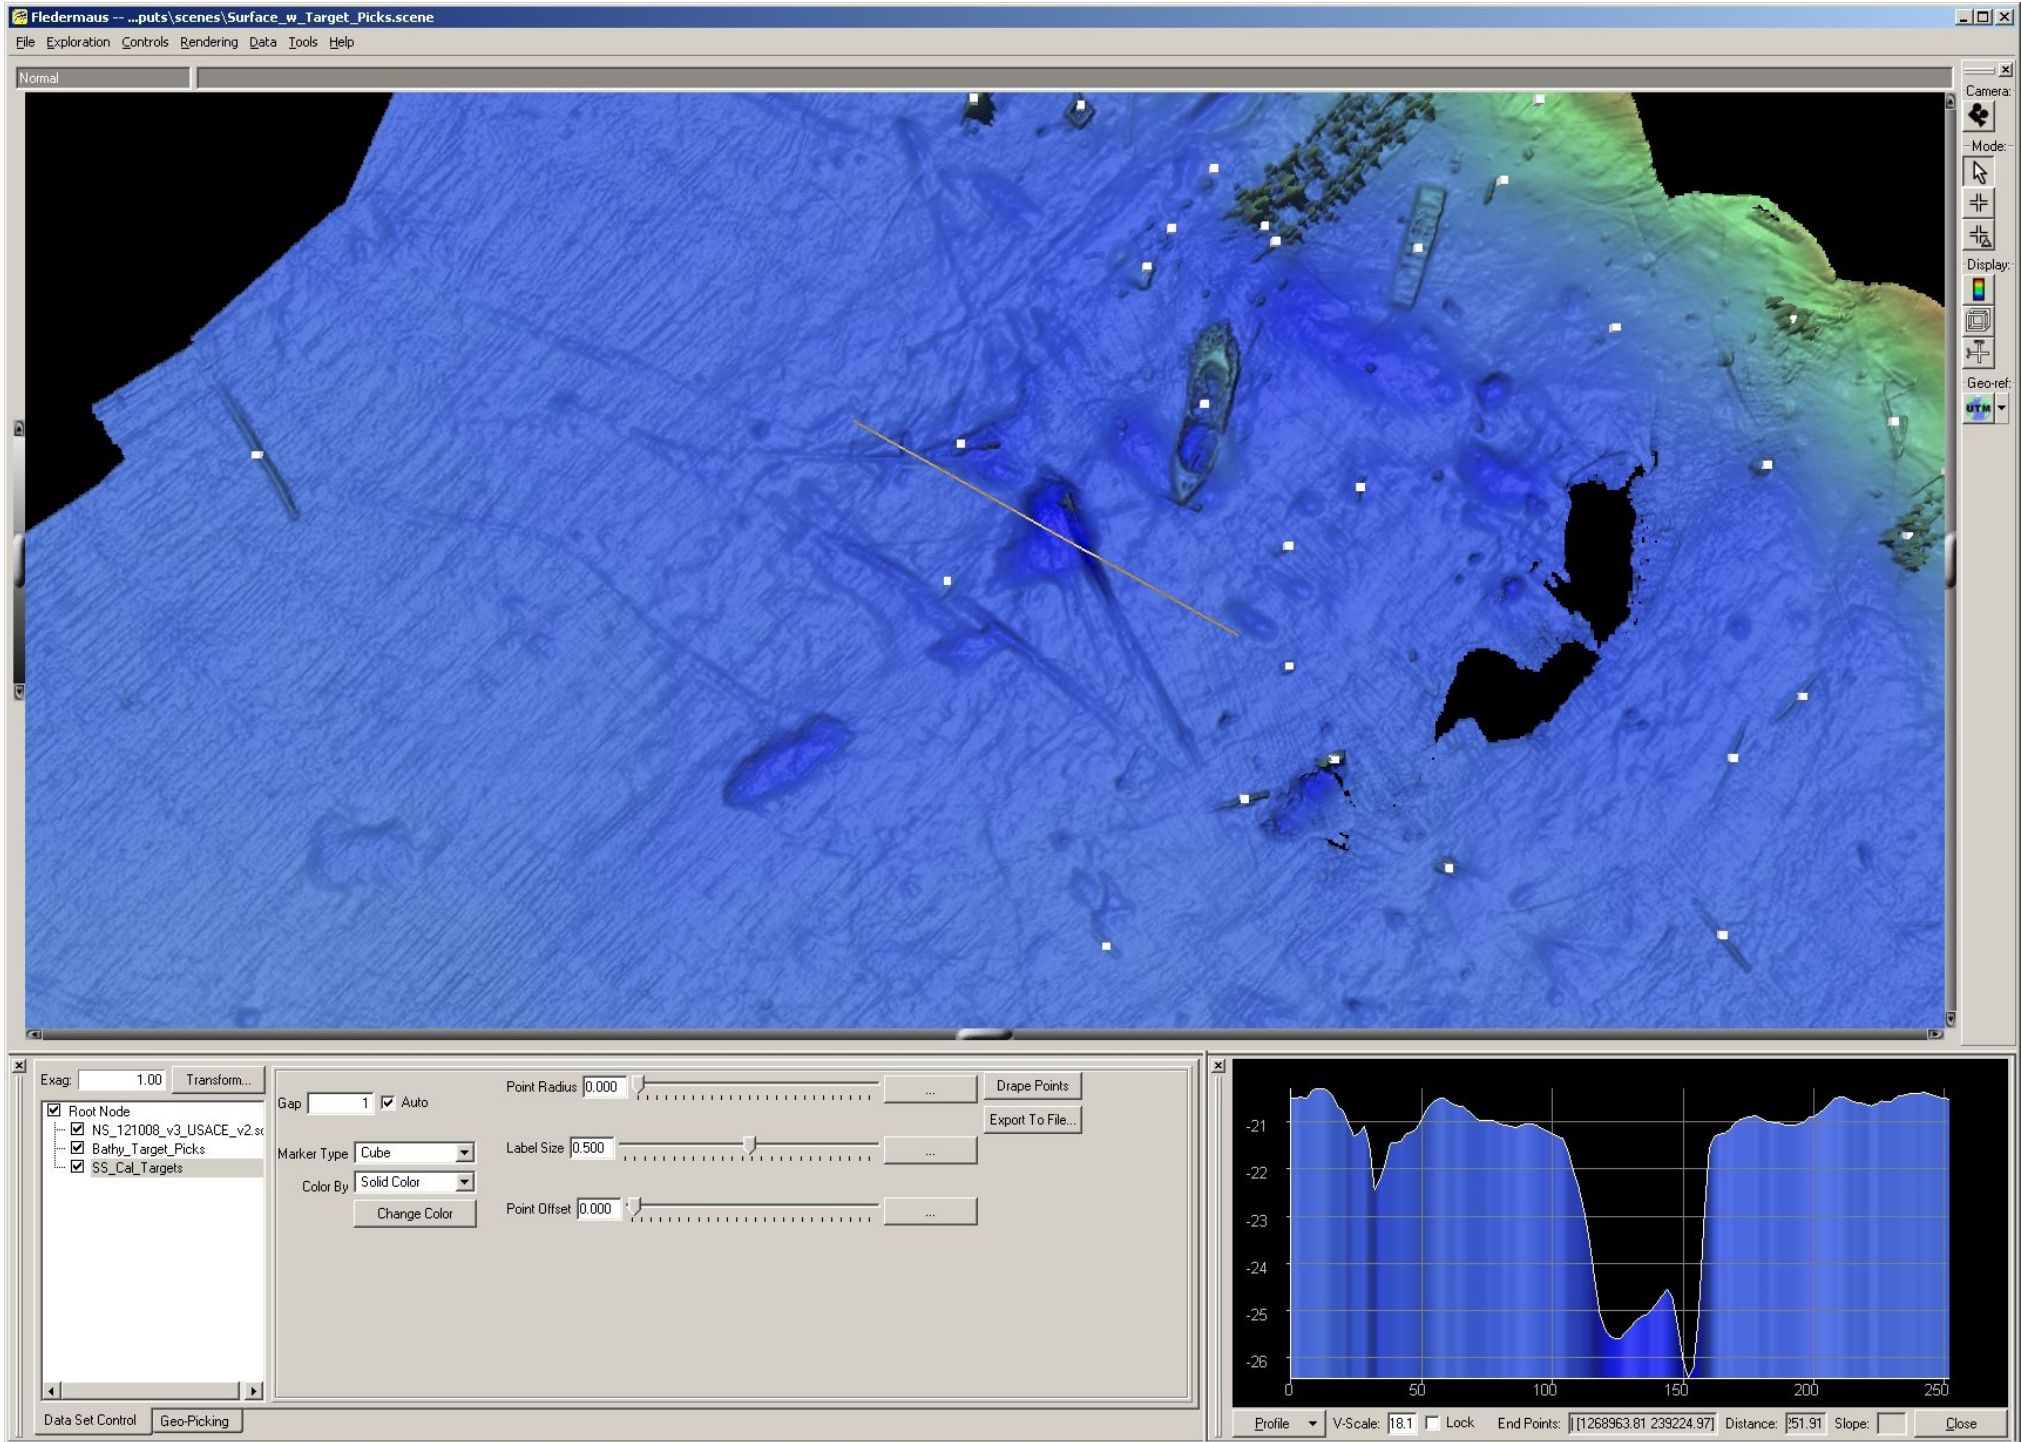 Fledermaus -- ...puts\scenes\Surface_w_Target_Picks.scene
File Exploration Controls Rendering Data Tools Help
Normal
Camera:
Mode:
Display:
Geo-ref:
UTM
Exag: 1.00 Transform...
Root Node
NS_121008_v3_USACE_v2.s
Bathy_Target_Picks
SS_Cal_Targets
Data Set Control Geo-Picking
Gap 1 Auto
Marker Type Cube
Color By Solid Color
Change Color
Point Radius 0.000 ...
Label Size 0.500 ...
Point Offset 0.000 ...
Drape Points
Export To File...
-21
-22
-23
-24
-25
-26
0 50 100 150 200 250
Profile V-Scale: 18.1 Lock End Points: [1268963.81 239224.97] Distance: 251.91 Slope: Close